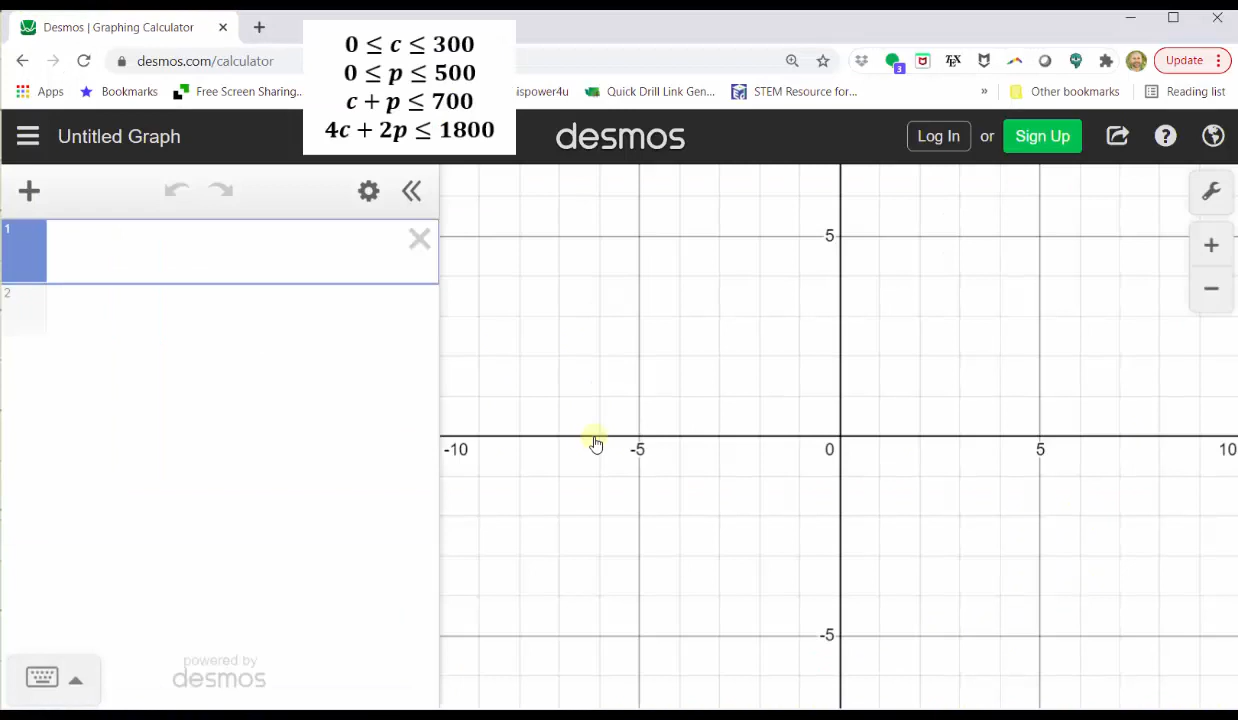 Desmos | Graphing Calculator
desmos.com/calculator
3
Update
Apps
Bookmarks
Free Screen Sharing...
ispower4u
Quick Drill Link Gen...
STEM Resource for...
»
Other bookmarks
Reading list
0 ≤ c ≤ 300
0 ≤ p ≤ 500
c + p ≤ 700
4c + 2p ≤ 1800
Untitled Graph
desmos
Log In
or
Sign Up
1
2
5
-10
-5
0
5
10
-5
powered by
desmos